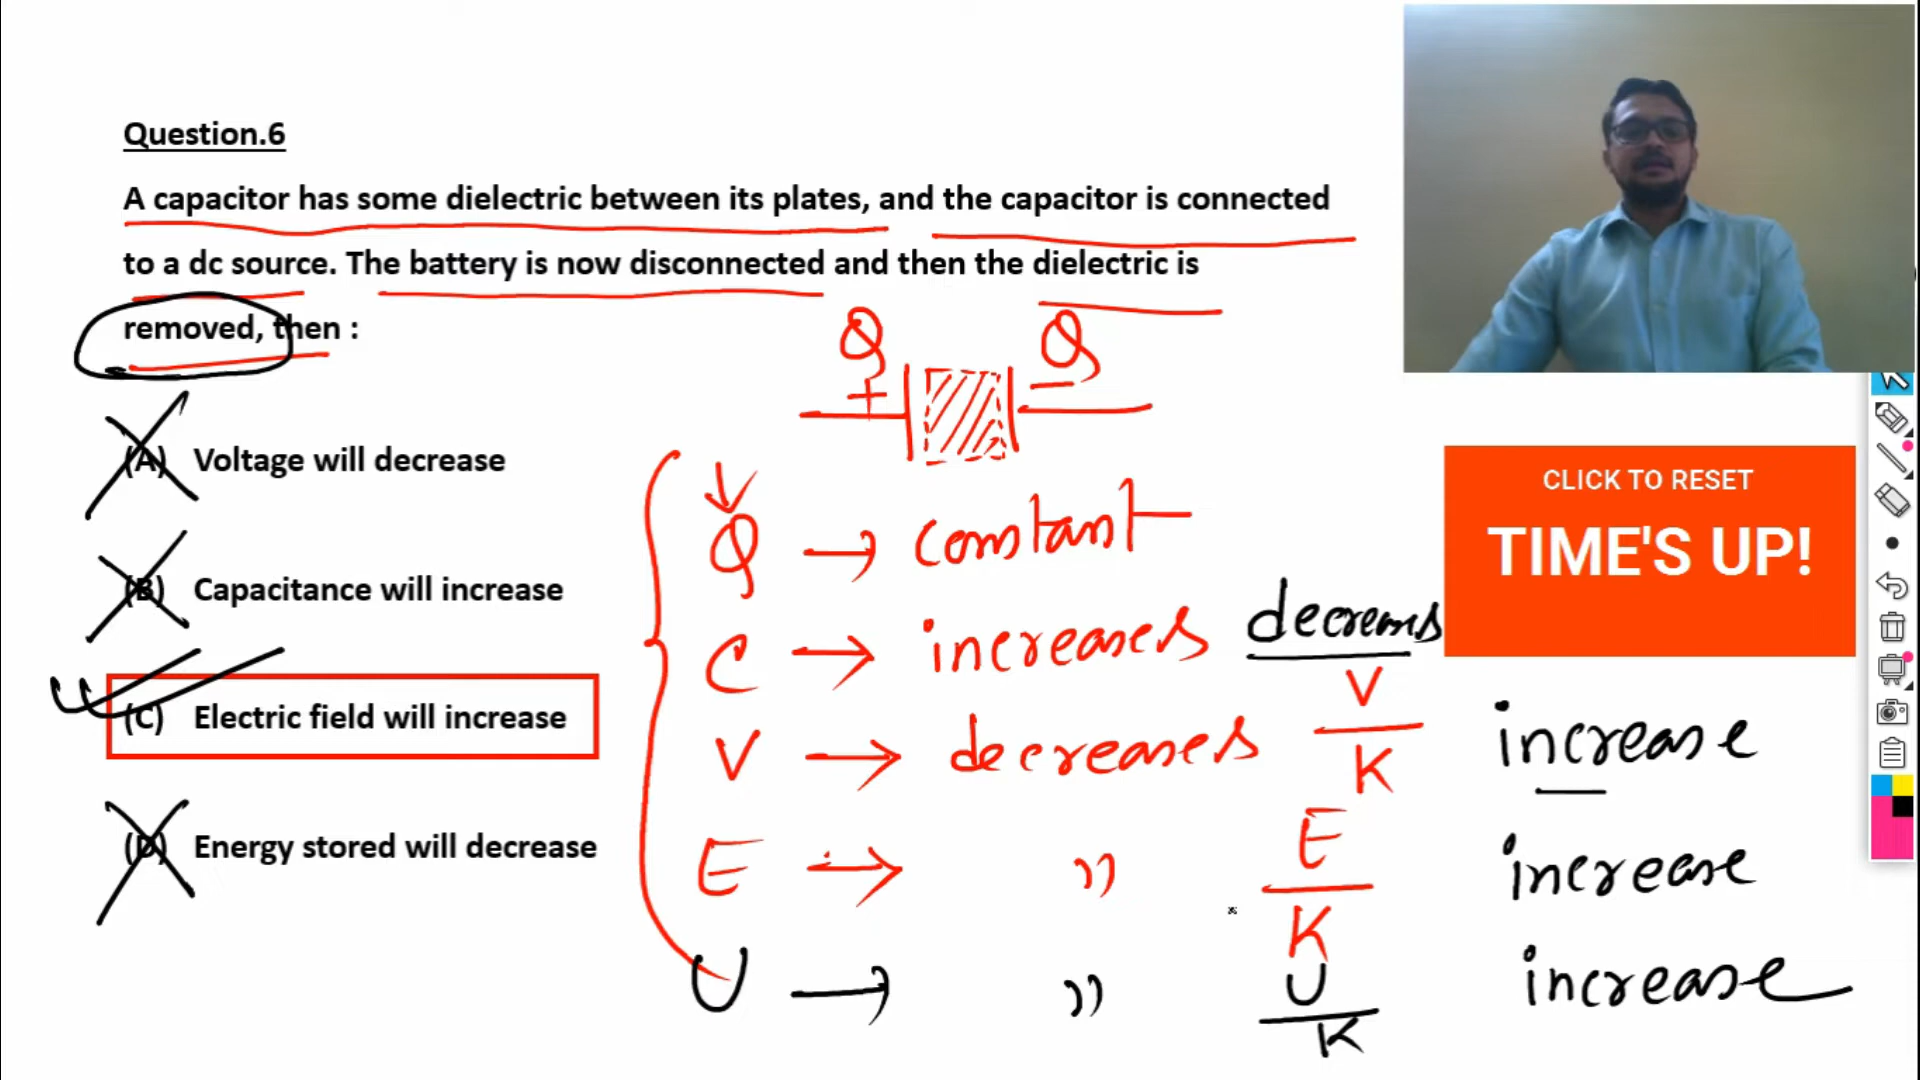 Question.6
A capacitor has some dielectric between its plates, and the capacitor is connected
to a dc source. The battery is now disconnected and then the dielectric is
removed, then :
Q Q
+ −
(A) Voltage will decrease
(B) Capacitance will increase
(C) Electric field will increase
(D) Energy stored will decrease
Q → constant
C → increases decreases
V → decreases V/K increase
E → " E/K increase
U → " U/K increase
CLICK TO RESET
TIME'S UP!